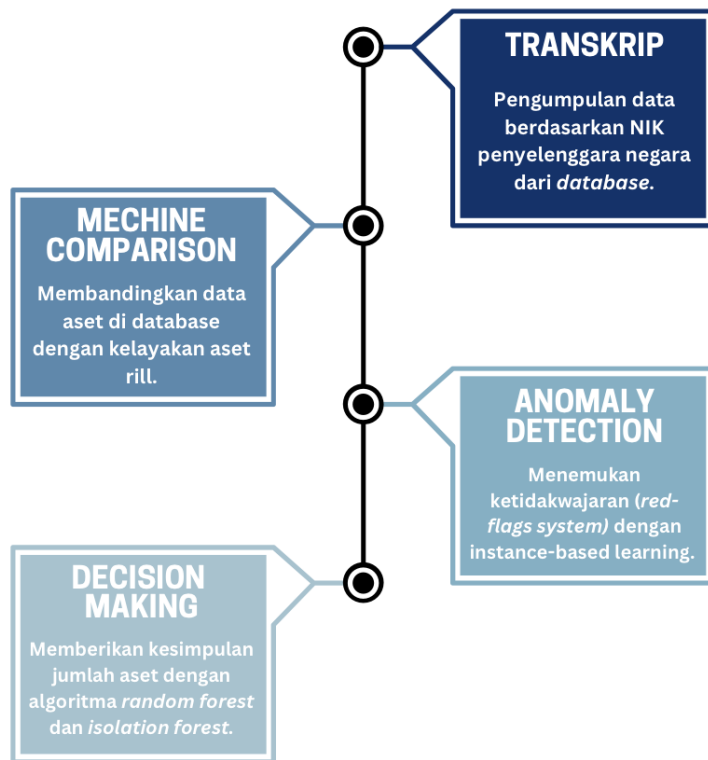 TRANSKRIP
Pengumpulan data
berdasarkan NIK
penyelenggara negara
dari database.
MECHINE
COMPARISON
Membandingkan data
aset di database
dengan kelayakan aset
rill.
ANOMALY
DETECTION
Menemukan
ketidakwajaran (red-
flags system) dengan
instance-based learning.
DECISION
MAKING
Memberikan kesimpulan
jumlah aset dengan
algoritma random forest
dan isolation forest.